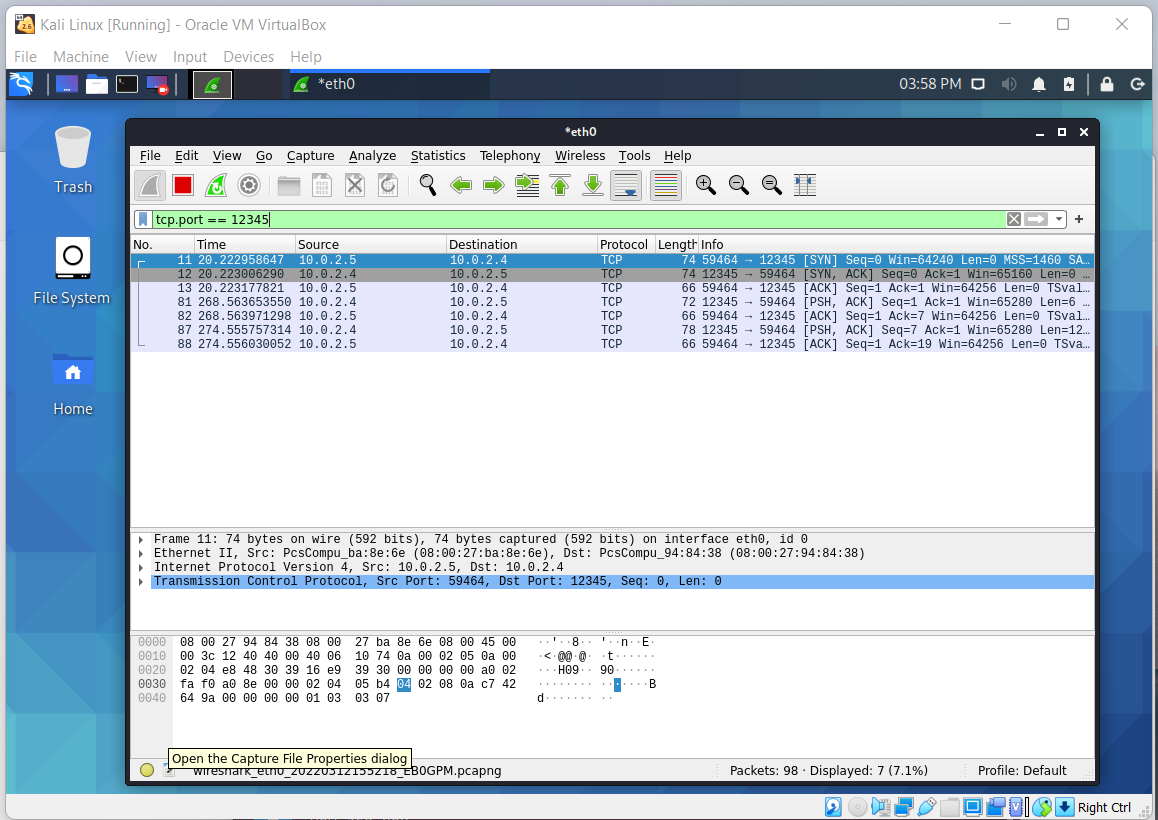 Kali Linux [Running] - Oracle VM VirtualBox
File Machine View Input Devices Help
*eth0 03:58 PM
*eth0
Trash
File System
Home
File Edit View Go Capture Analyze Statistics Telephony Wireless Tools Help
tcp.port == 12345
No. Time Source Destination Protocol Length Info
11 20.222958647 10.0.2.5 10.0.2.4 TCP 74 59464 → 12345 [SYN] Seq=0 Win=64240 Len=0 MSS=1460 SA…
12 20.223006290 10.0.2.4 10.0.2.5 TCP 74 12345 → 59464 [SYN, ACK] Seq=0 Ack=1 Win=65160 Len=0 …
13 20.223177821 10.0.2.5 10.0.2.4 TCP 66 59464 → 12345 [ACK] Seq=1 Ack=1 Win=64256 Len=0 TSval…
81 268.563653550 10.0.2.4 10.0.2.5 TCP 72 12345 → 59464 [PSH, ACK] Seq=1 Ack=1 Win=65280 Len=6 …
82 268.563971298 10.0.2.5 10.0.2.4 TCP 66 59464 → 12345 [ACK] Seq=1 Ack=7 Win=64256 Len=0 TSval…
87 274.555757314 10.0.2.4 10.0.2.5 TCP 78 12345 → 59464 [PSH, ACK] Seq=7 Ack=1 Win=65280 Len=12…
88 274.556030052 10.0.2.5 10.0.2.4 TCP 66 59464 → 12345 [ACK] Seq=1 Ack=19 Win=64256 Len=0 TSva…
Frame 11: 74 bytes on wire (592 bits), 74 bytes captured (592 bits) on interface eth0, id 0
Ethernet II, Src: PcsCompu_ba:8e:6e (08:00:27:ba:8e:6e), Dst: PcsCompu_94:84:38 (08:00:27:94:84:38)
Internet Protocol Version 4, Src: 10.0.2.5, Dst: 10.0.2.4
Transmission Control Protocol, Src Port: 59464, Dst Port: 12345, Seq: 0, Len: 0
0000 08 00 27 94 84 38 08 00 27 ba 8e 6e 08 00 45 00 ··'··8·· '··n··E·
0010 00 3c 12 40 40 00 40 06 10 74 0a 00 02 05 0a 00 ·<·@@·@· ·t······
0020 02 04 e8 48 30 39 16 e9 39 30 00 00 00 00 a0 02 ···H09·· 90······
0030 fa f0 a0 8e 00 00 02 04 05 b4 04 02 08 0a c7 42 ········ ·······B
0040 64 9a 00 00 00 00 01 03 03 07 d······· ··
Open the Capture File Properties dialog
wireshark_eth0_20220312155218_EB0GPM.pcapng Packets: 98 · Displayed: 7 (7.1%) Profile: Default
Right Ctrl